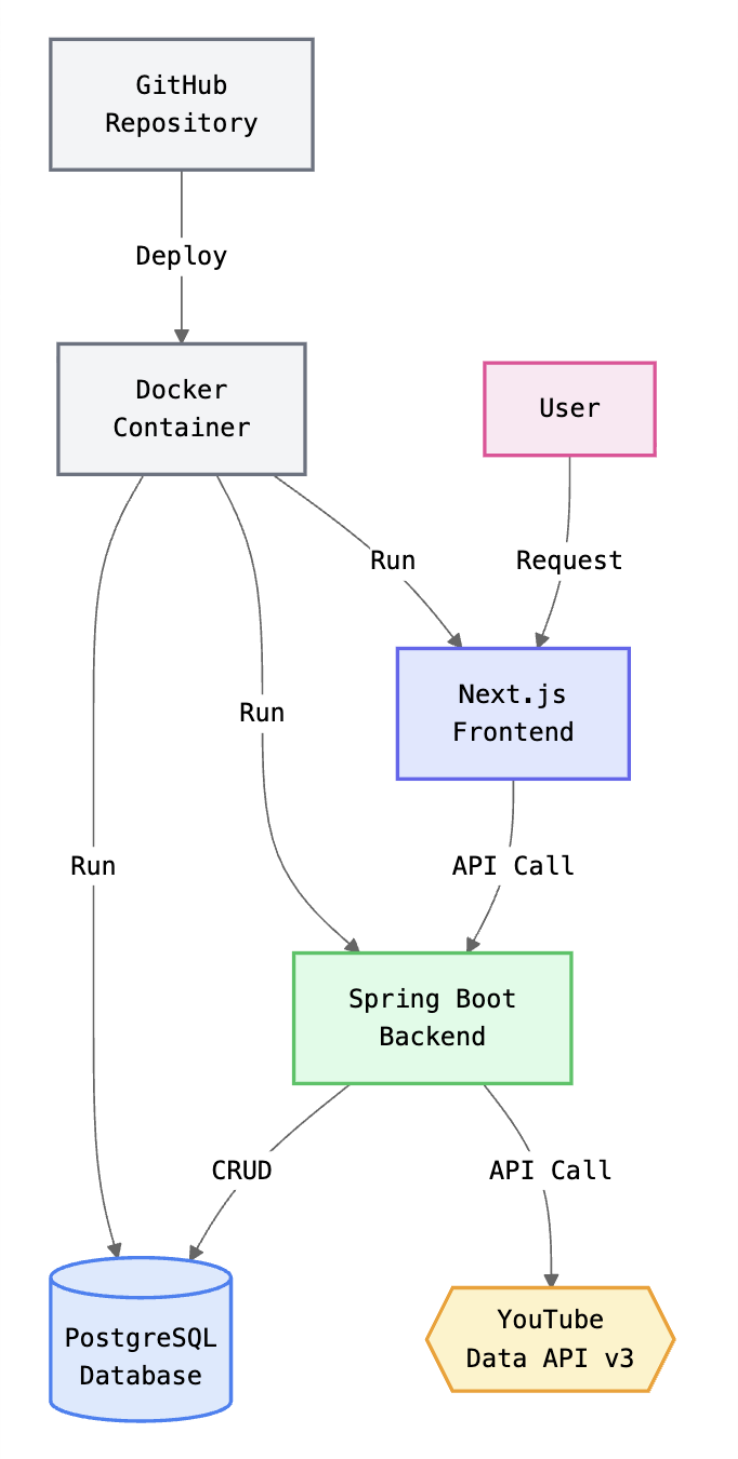 GitHub
Repository
Deploy
Docker
Container
User
Run
Request
Next.js
Frontend
Run
Run
API Call
Spring Boot
Backend
CRUD
API Call
PostgreSQL
Database
YouTube
Data API v3